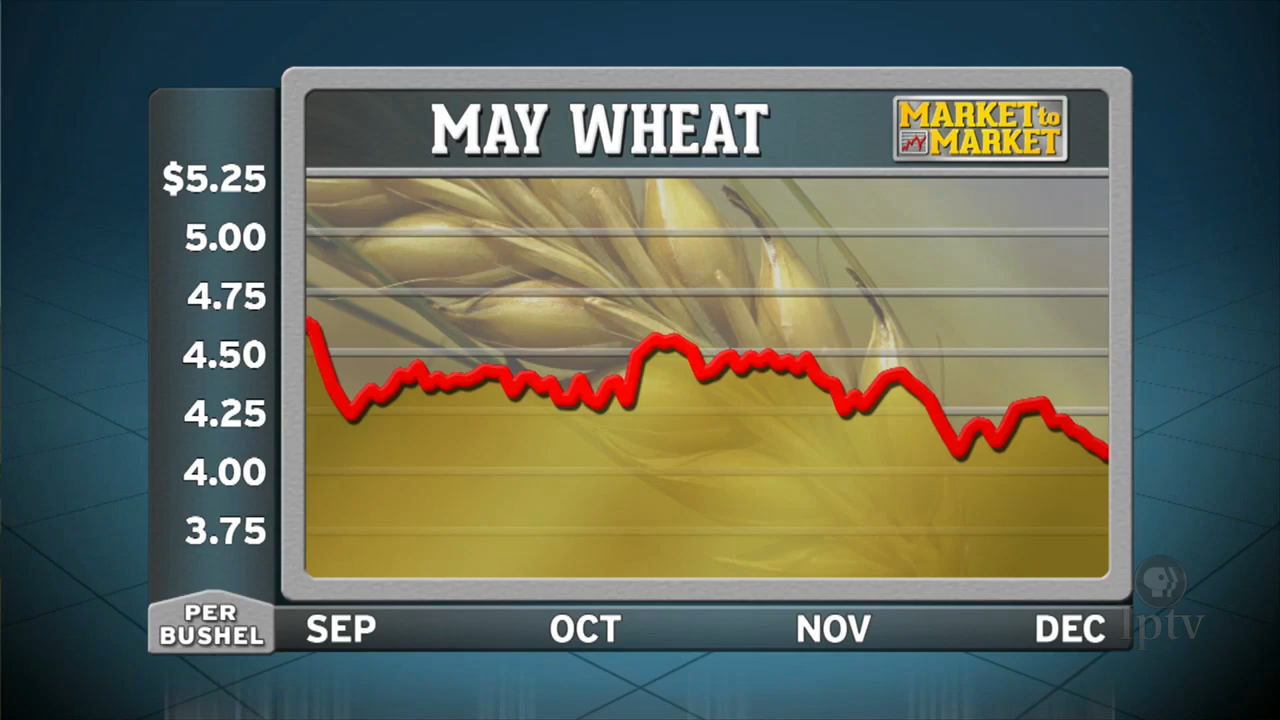 MAY WHEAT
MARKET to
MARKET
$5.25
5.00
4.75
4.50
4.25
4.00
3.75
PER
BUSHEL
SEP OCT NOV DEC
Iptv